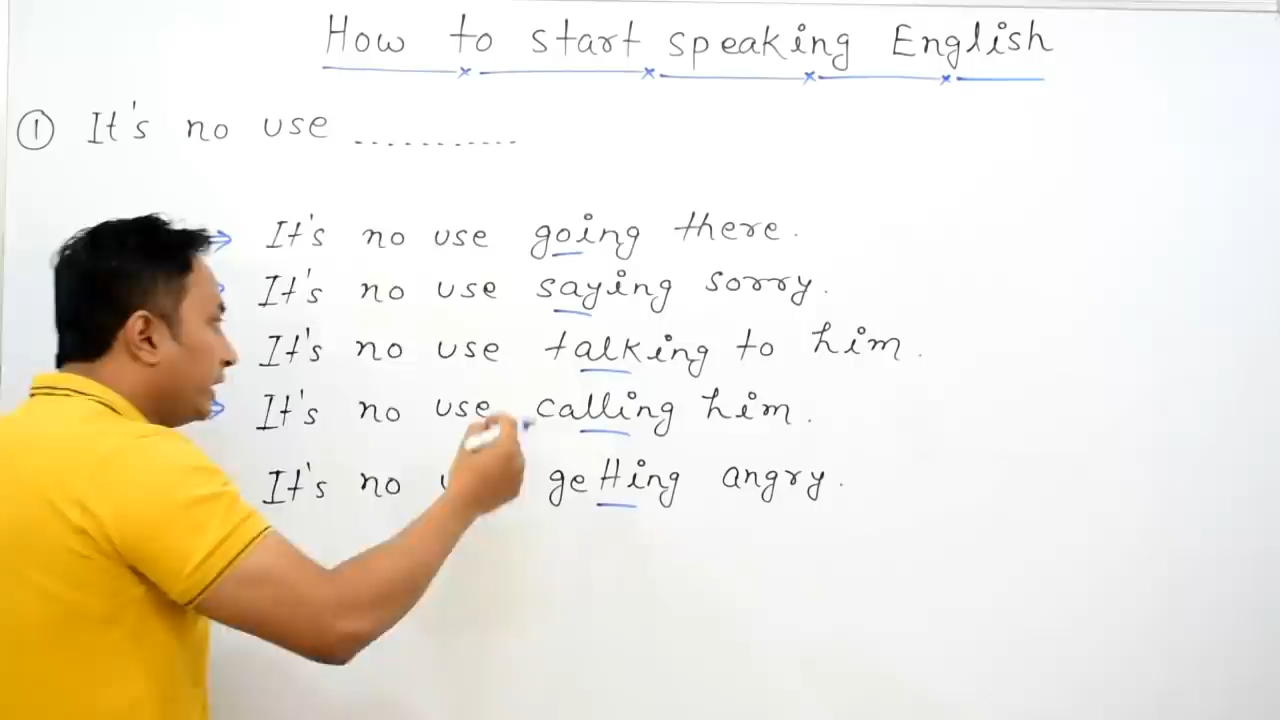 How to start speaking English
① It's no use ...........
It's no use going there.
It's no use saying sorry.
It's no use talking to him.
It's no use calling him.
It's no getting angry.